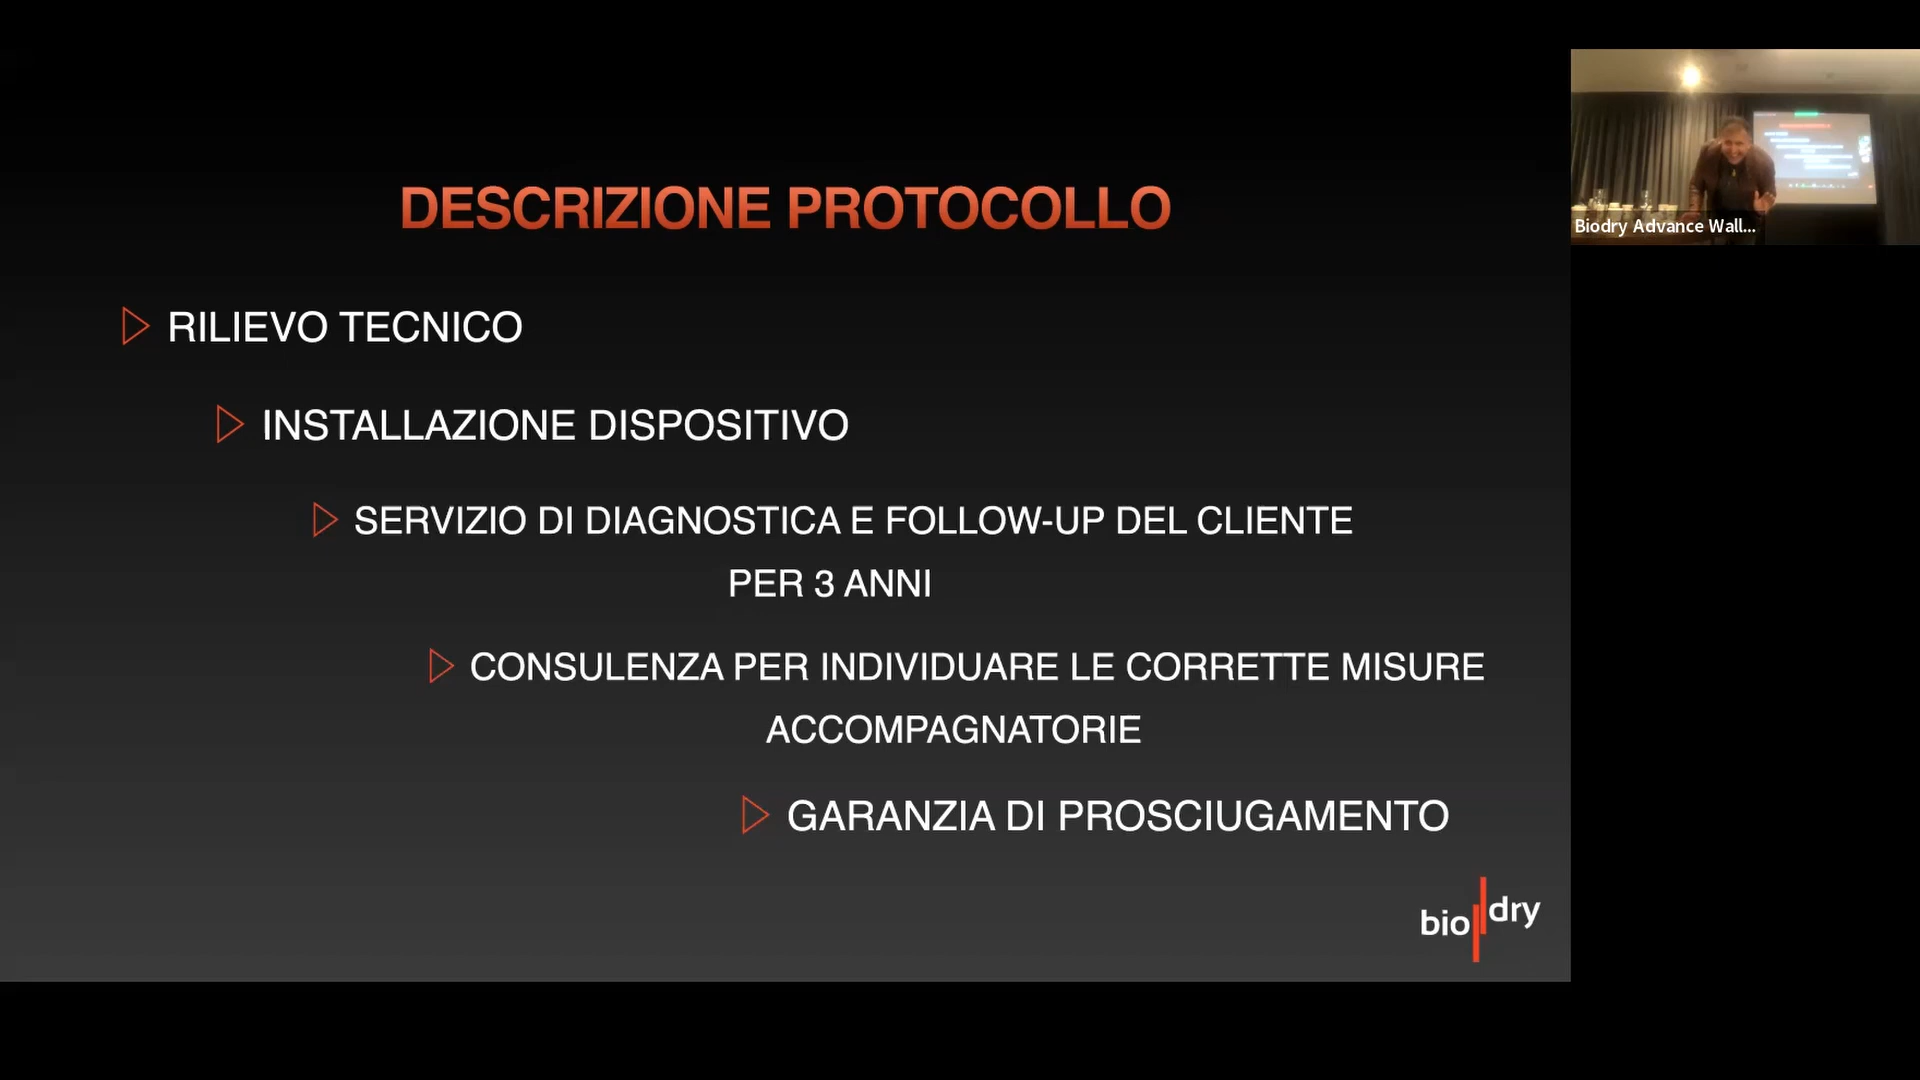 DESCRIZIONE PROTOCOLLO
RILIEVO TECNICO
INSTALLAZIONE DISPOSITIVO
SERVIZIO DI DIAGNOSTICA E FOLLOW-UP DEL CLIENTE
PER 3 ANNI
CONSULENZA PER INDIVIDUARE LE CORRETTE MISURE
ACCOMPAGNATORIE
GARANZIA DI PROSCIUGAMENTO
bio dry
Biodry Advance Wall...